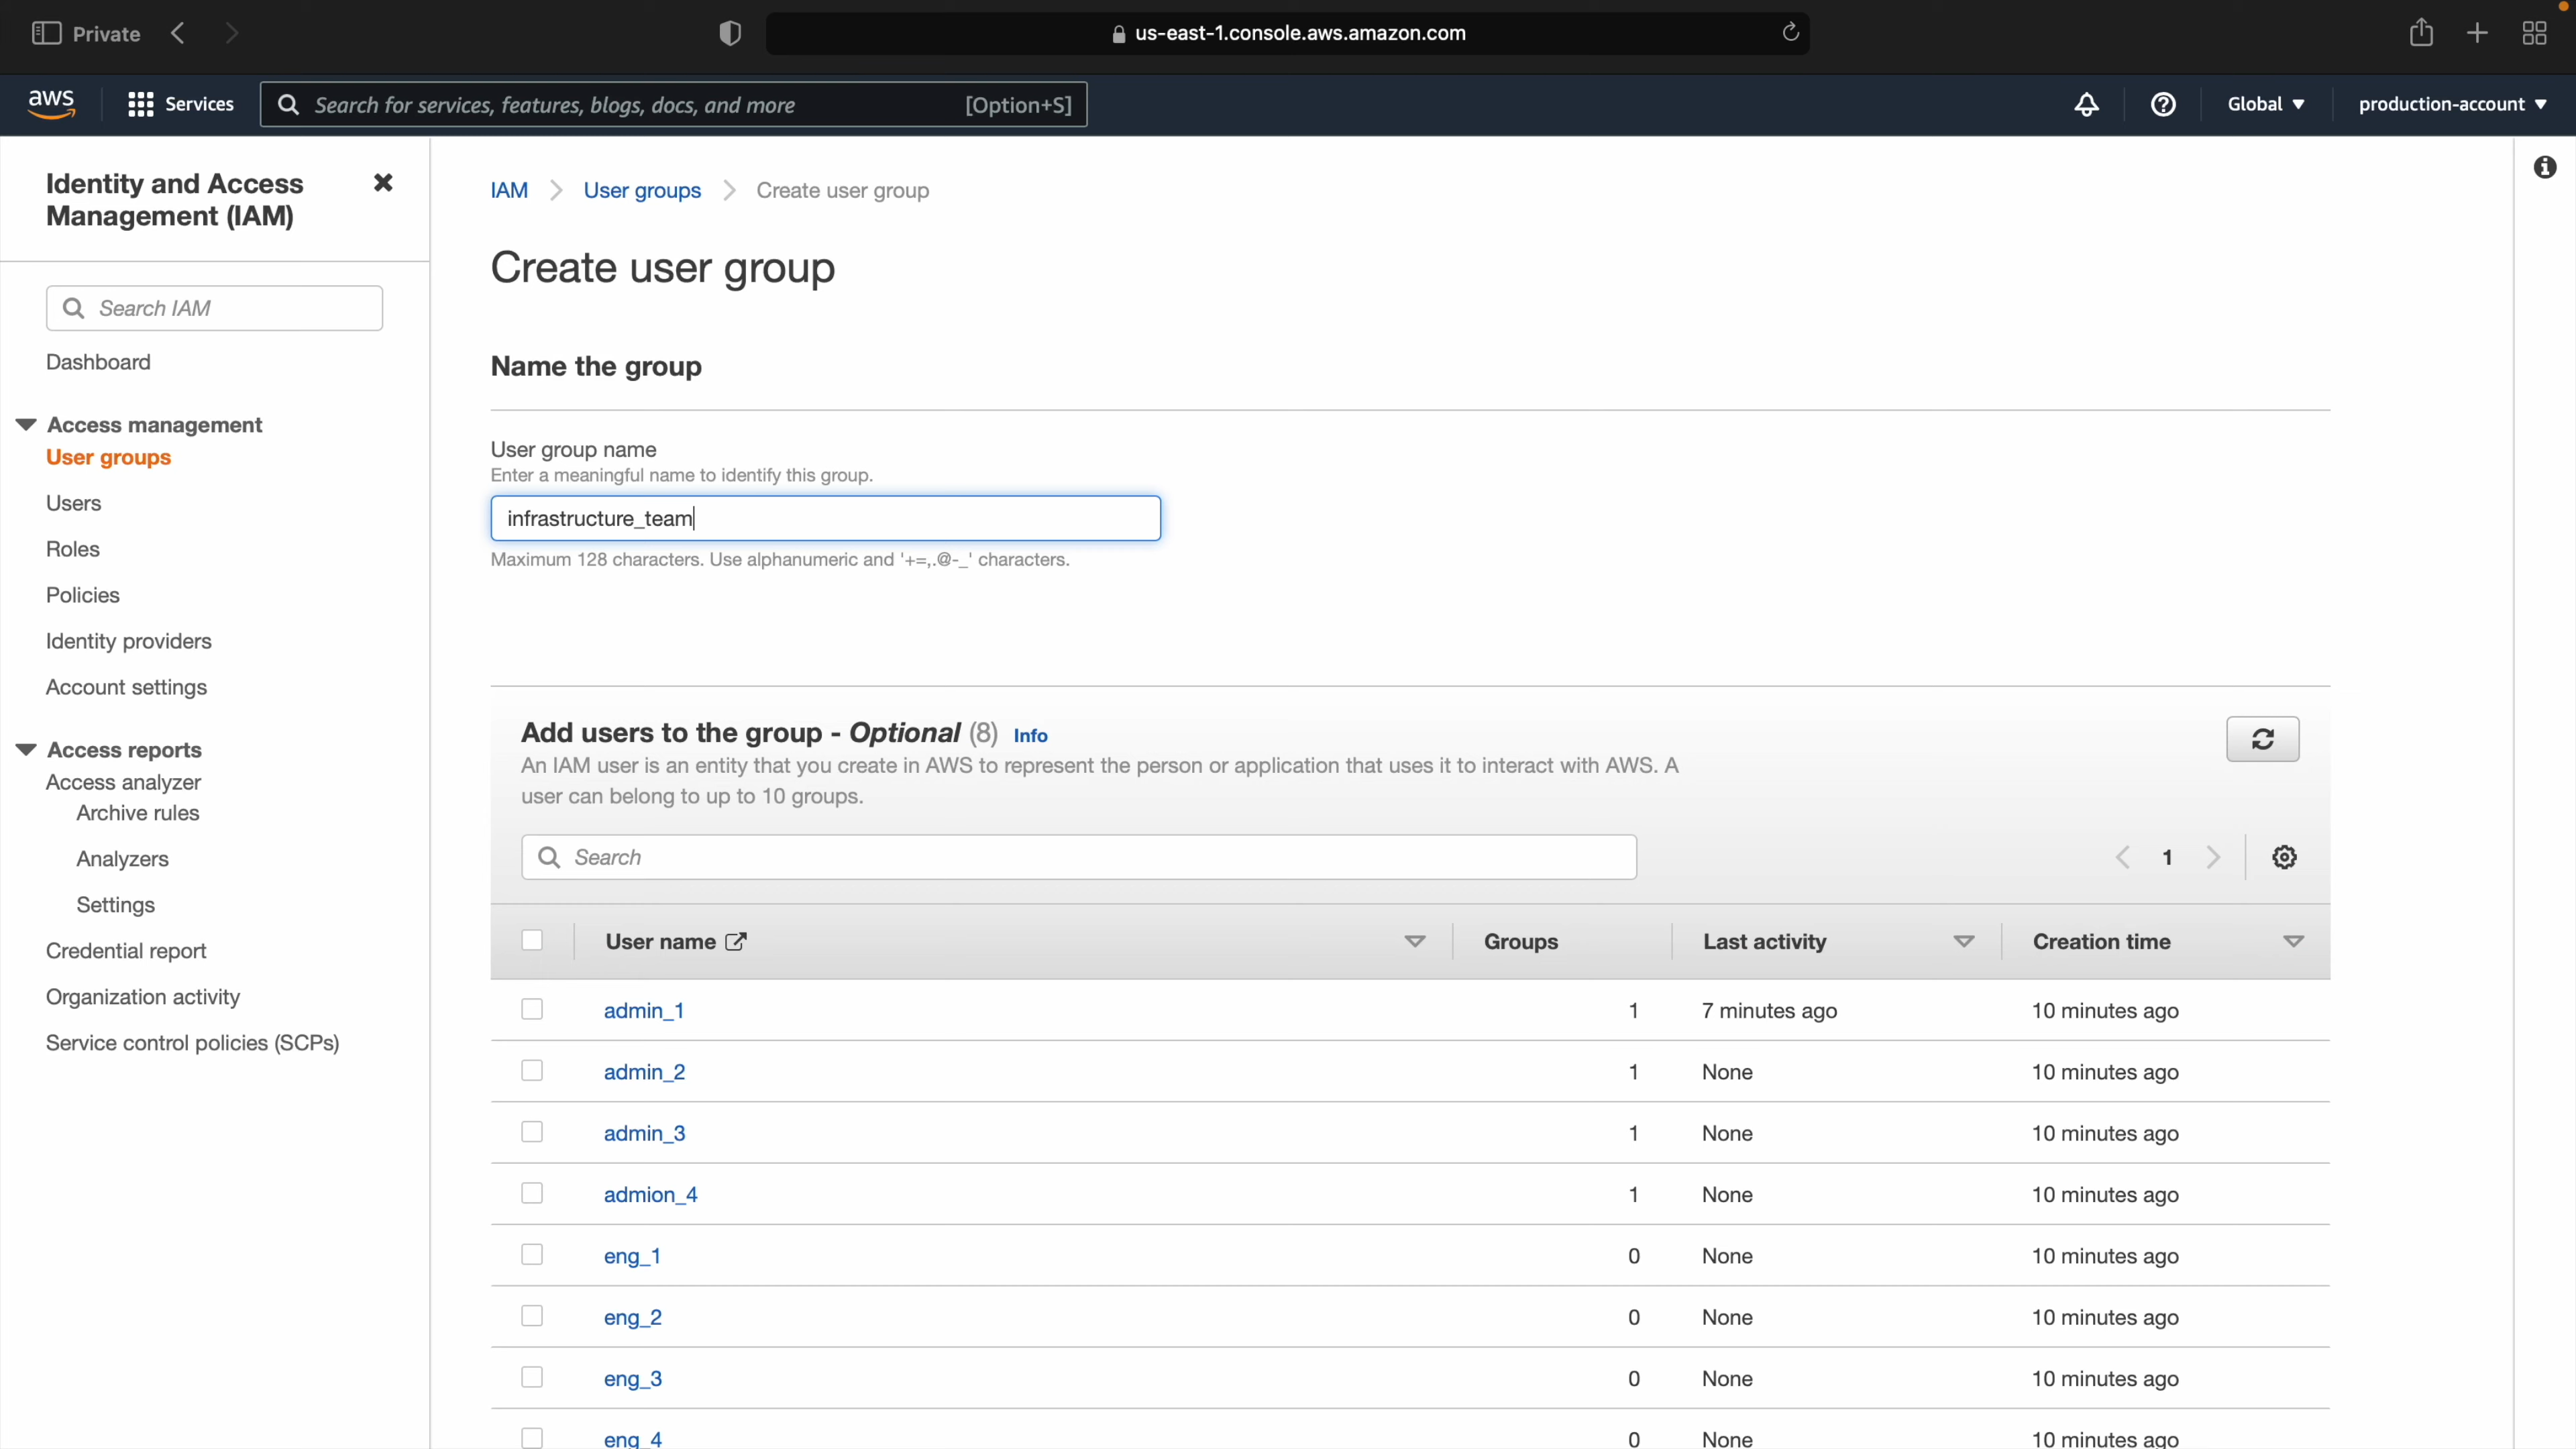 Private
us-east-1.console.aws.amazon.com
aws
Services
Search for services, features, blogs, docs, and more
[Option+S]
Global
production-account
Identity and Access
Management (IAM)
Search IAM
Dashboard
Access management
User groups
Users
Roles
Policies
Identity providers
Account settings
Access reports
Access analyzer
Archive rules
Analyzers
Settings
Credential report
Organization activity
Service control policies (SCPs)
IAM > User groups > Create user group
Create user group
Name the group
User group name
Enter a meaningful name to identify this group.
infrastructure_team
Maximum 128 characters. Use alphanumeric and '+=,.@-_' characters.
Add users to the group - Optional (8) Info
An IAM user is an entity that you create in AWS to represent the person or application that uses it to interact with AWS. A
user can belong to up to 10 groups.
Search
1
User name Groups Last activity Creation time
admin_1 1 7 minutes ago 10 minutes ago
admin_2 1 None 10 minutes ago
admin_3 1 None 10 minutes ago
admion_4 1 None 10 minutes ago
eng_1 0 None 10 minutes ago
eng_2 0 None 10 minutes ago
eng_3 0 None 10 minutes ago
eng_4 0 None 10 minutes ago